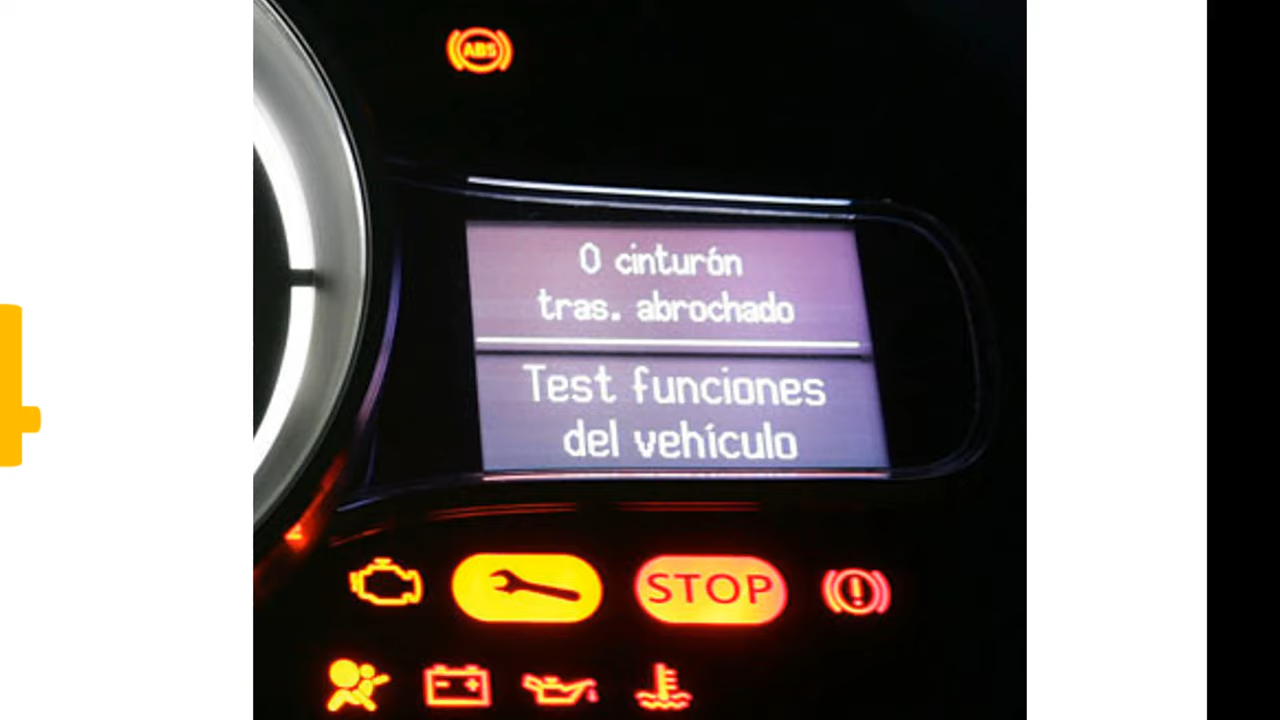 ABS
0 cinturón
tras. abrochado
Test funciones
del vehículo
STOP